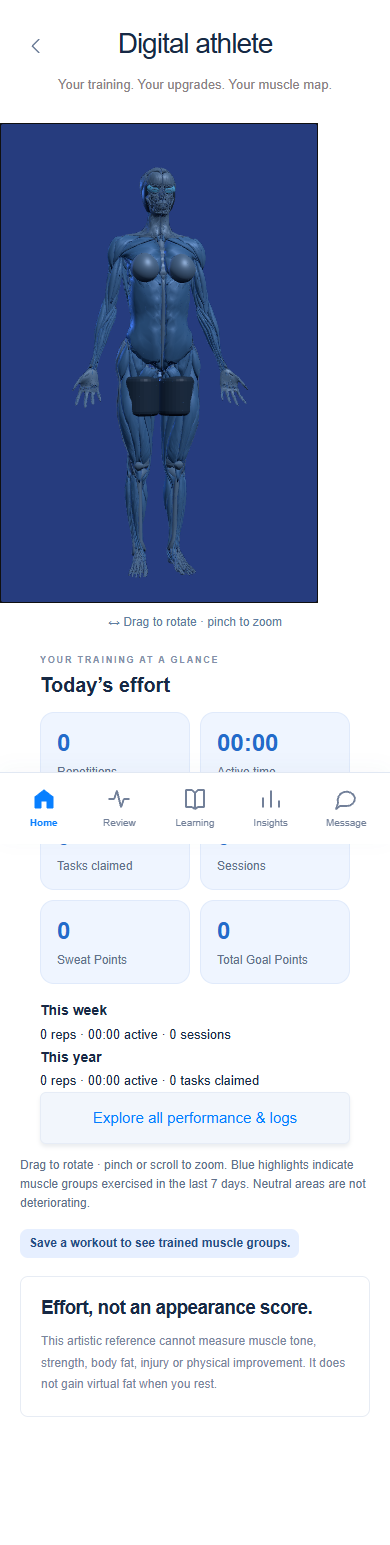 Digital athlete
Your training. Your upgrades. Your muscle map.
↔ Drag to rotate · pinch to zoom
YOUR TRAINING AT A GLANCE
Today's effort
0
00:00
Repetitions
Active time
Home
Review
Learning
Insights
Message
Tasks claimed
Sessions
0
0
Sweat Points
Total Goal Points
This week
0 reps · 00:00 active · 0 sessions
This year
0 reps · 00:00 active · 0 tasks claimed
Explore all performance & logs
Drag to rotate · pinch or scroll to zoom. Blue highlights indicate
muscle groups exercised in the last 7 days. Neutral areas are not
deteriorating.
Save a workout to see trained muscle groups.
Effort, not an appearance score.
This artistic reference cannot measure muscle tone,
strength, body fat, injury or physical improvement. It does
not gain virtual fat when you rest.